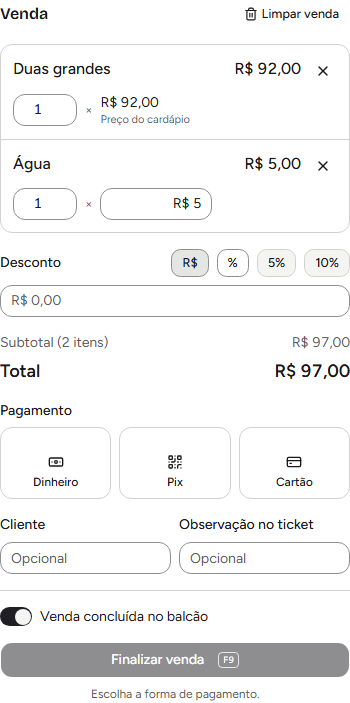 Venda Limpar venda
Duas grandes R$ 92,00 ×
1 × R$ 92,00
Preço do cardápio
Água R$ 5,00 ×
1 × R$ 5
Desconto R$ % 5% 10%
R$ 0,00
Subtotal (2 itens) R$ 97,00
Total R$ 97,00
Pagamento
Dinheiro Pix Cartão
Cliente Observação no ticket
Opcional Opcional
Venda concluída no balcão
Finalizar venda F9
Escolha a forma de pagamento.